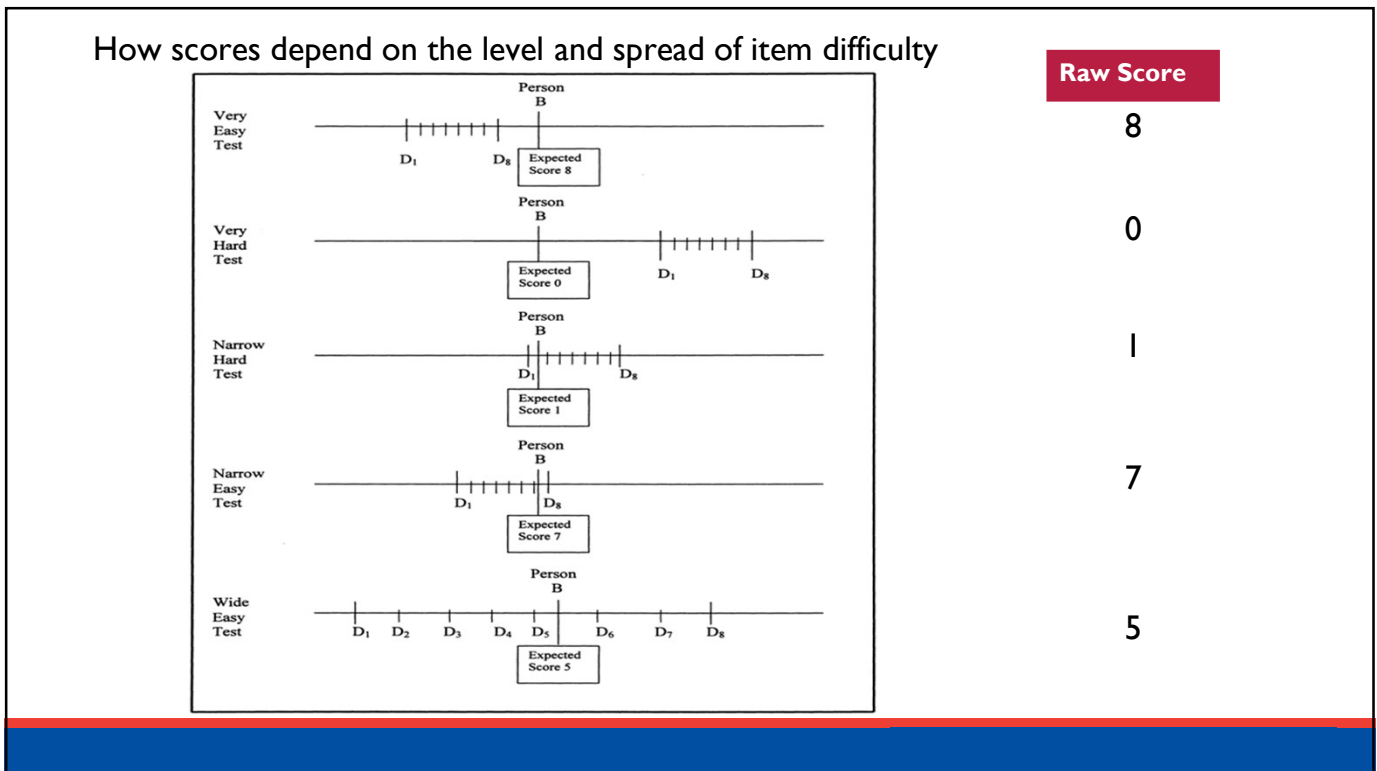 How scores depend on the level and spread of item difficulty
Raw Score
Person
B
Very
Easy
Test
D₁
D₈
Expected
Score 8
8
Person
B
Very
Hard
Test
Expected
Score 0
D₁
D₈
0
Person
B
Narrow
Hard
Test
D₁
D₈
Expected
Score 1
1
Person
B
Narrow
Easy
Test
D₁
D₈
Expected
Score 7
7
Person
B
Wide
Easy
Test
D₁ D₂ D₃ D₄ D₅ D₆ D₇ D₈
Expected
Score 5
5